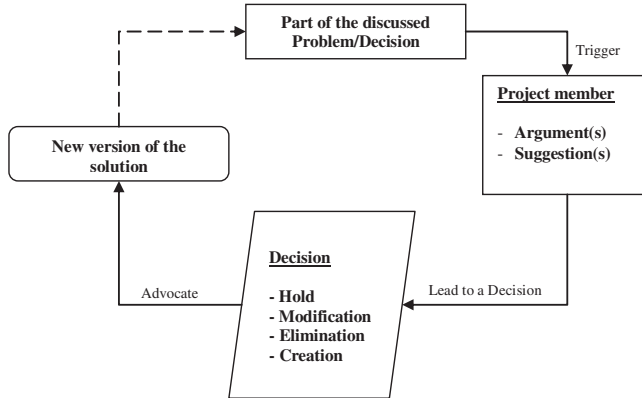 Part of the discussed
Problem/Decision
Trigger
Project member
- Argument(s)
- Suggestion(s)
New version of the
solution
Decision
- Hold
- Modification
- Elimination
- Creation
Lead to a Decision
Advocate